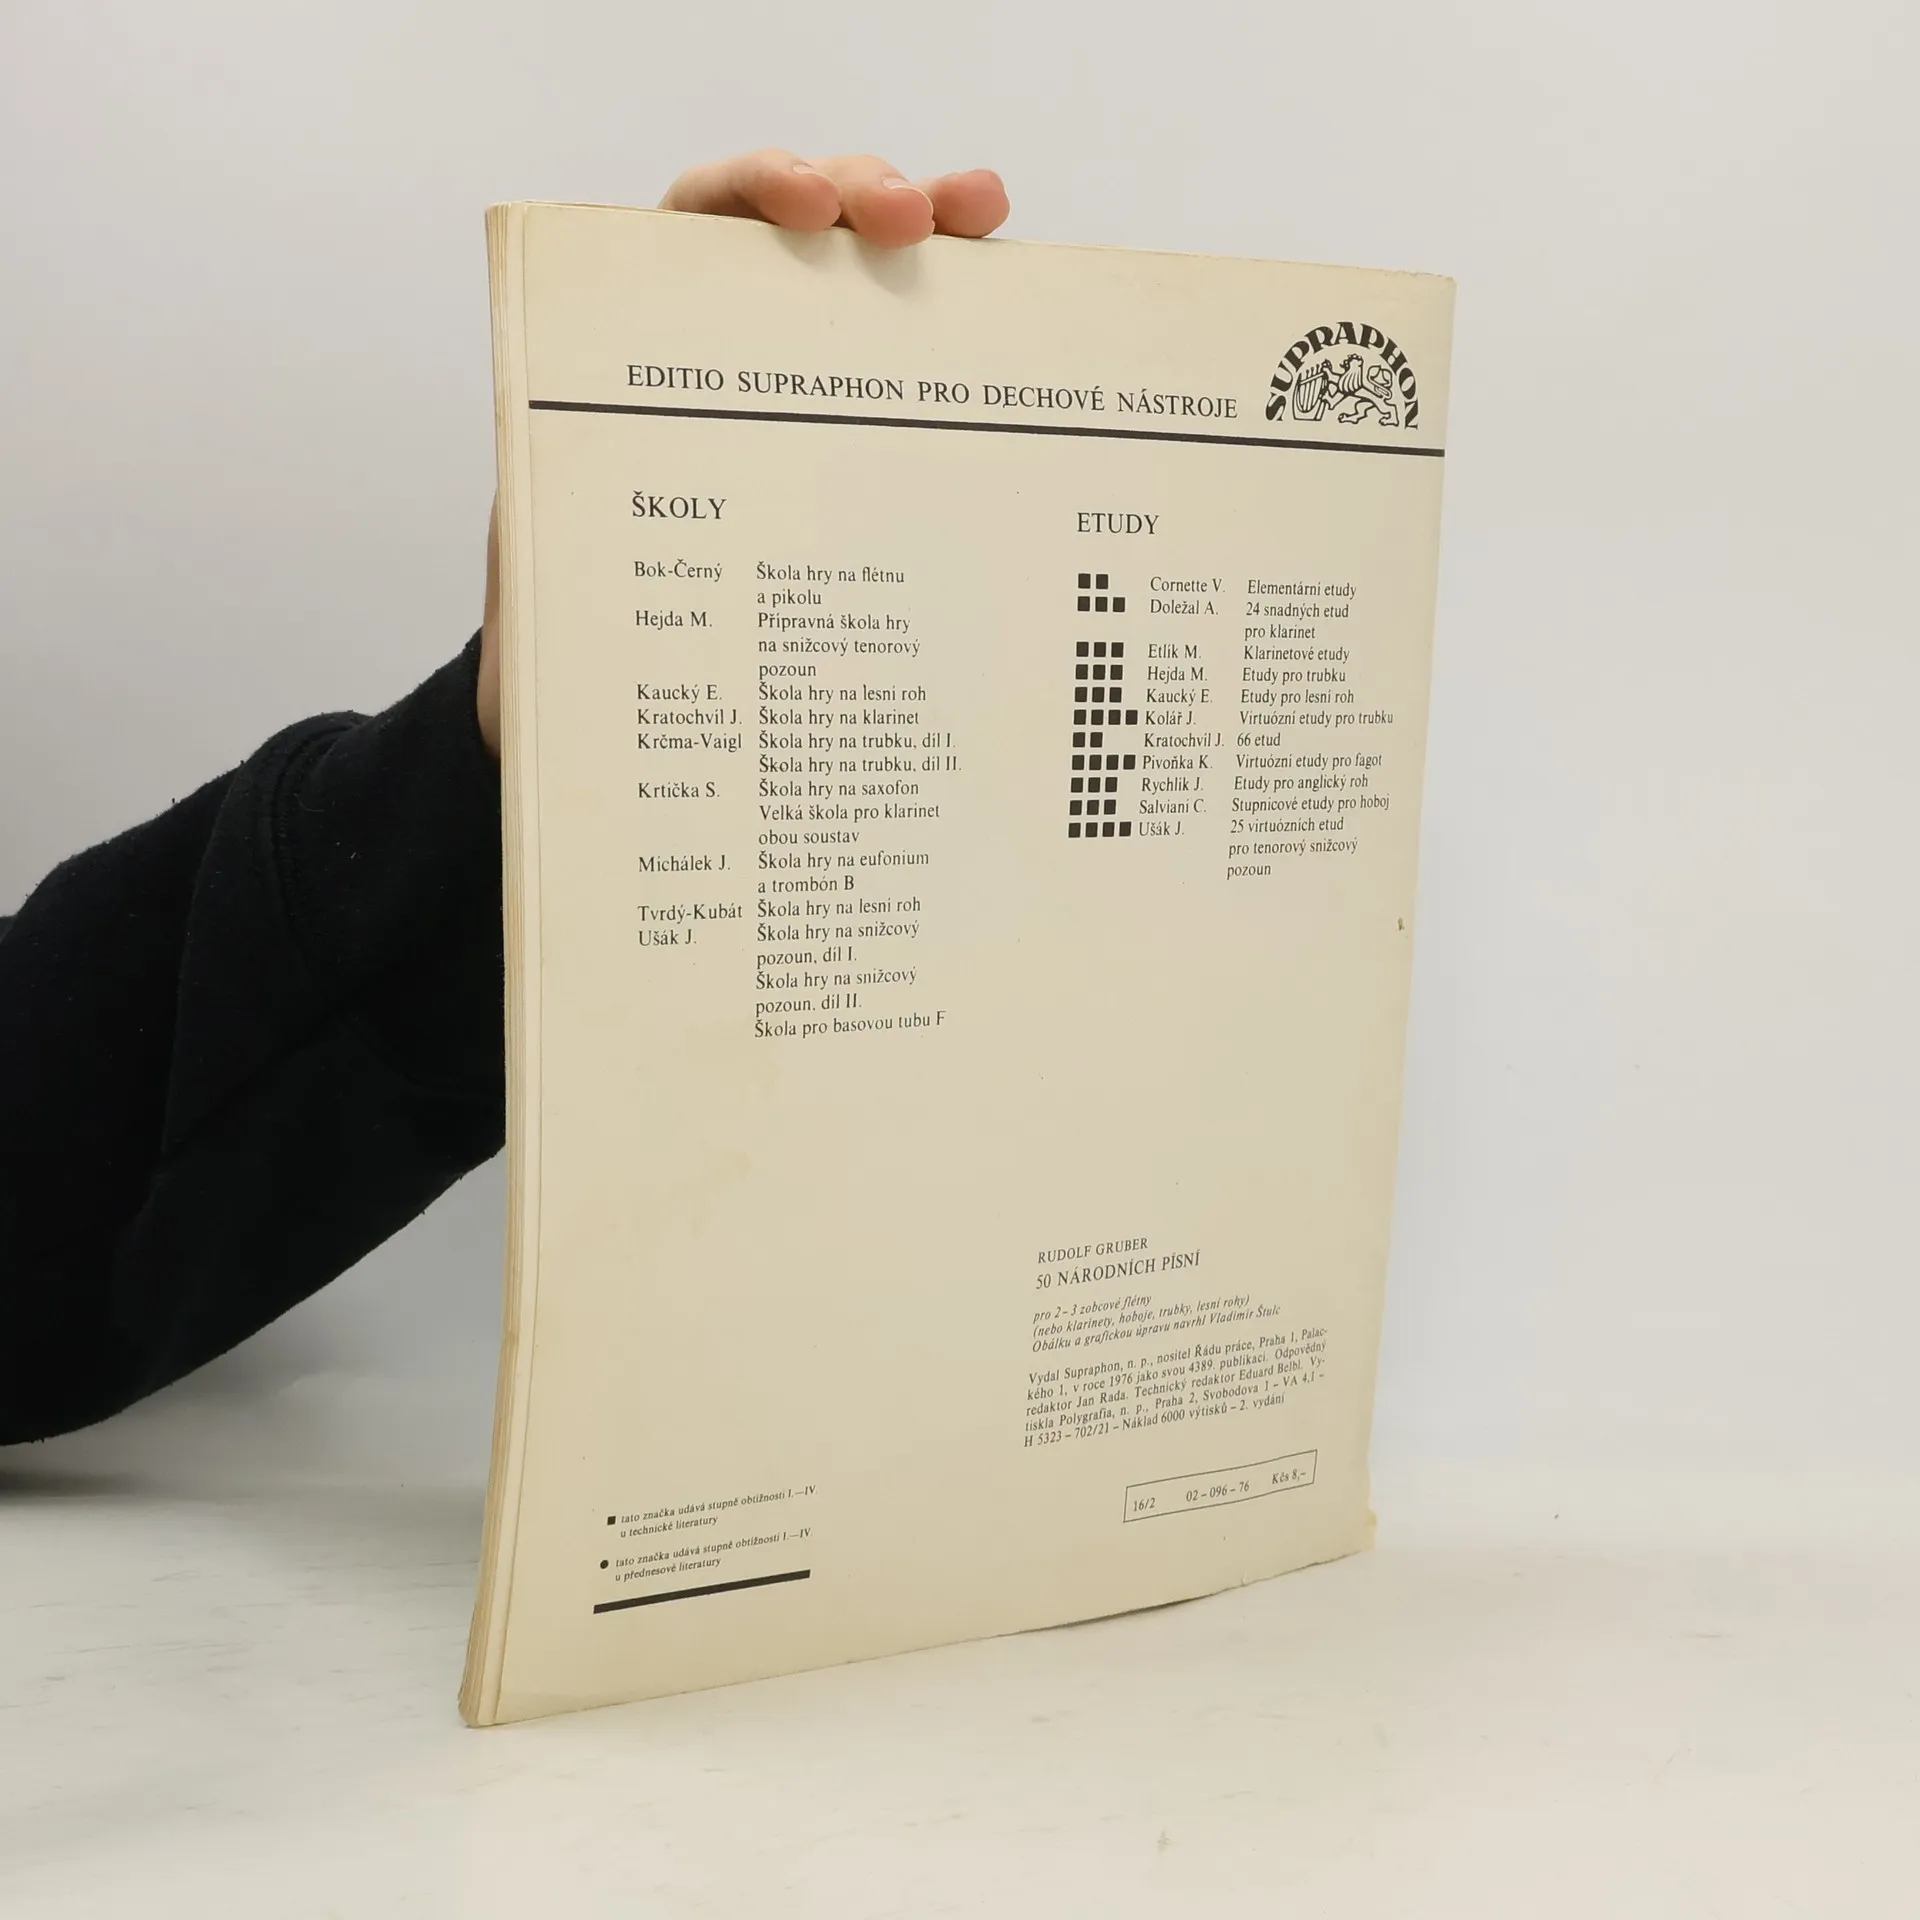 EDITIO SUPRAPHON PRO DECHOVÉ NÁSTROJE
SUPRAPHON
ŠKOLY
Bok-Černý Škola hry na flétnu
a pikolu
Hejda M. Přípravná škola hry
na snižcový tenorový
pozoun
Kaucký E. Škola hry na lesní roh
Kratochvíl J. Škola hry na klarinet
Krčma-Vaigl Škola hry na trubku, díl I.
Škola hry na trubku, díl II.
Krtička S. Škola hry na saxofon
Velká škola pro klarinet
obou soustav
Michálek J. Škola hry na eufonium
a trombón B
Tvrdý-Kubát Škola hry na lesní roh
Ušák J. Škola hry na snižcový
pozoun, díl I.
Škola hry na snižcový
pozoun, díl II.
Škola pro basovou tubu F
ETUDY
■■ Cornette V. Elementární etudy
■■■ Doležal A. 24 snadných etud
pro klarinet
■■■ Etlík M. Klarinetové etudy
■■■ Hejda M. Etudy pro trubku
■■■ Kaucký E. Etudy pro lesní roh
■■■■ Kolář J. Virtuózní etudy pro trubku
■■ Kratochvíl J. 66 etud
■■■■ Pivoňka K. Virtuózní etudy pro fagot
■■■ Rychlík J. Etudy pro anglický roh
■■■ Salviani C. Stupnicové etudy pro hoboj
■■■■ Ušák J. 25 virtuózních etud
pro tenorový snižcový
pozoun
RUDOLF GRUBER
50 NÁRODNÍCH PÍSNÍ
pro 2–3 zobcové flétny
(nebo klarinety, hoboje, trubky, lesní rohy)
Obálku a grafickou úpravu navrhl Vladimír Štulc
Vydal Supraphon, n. p., nositel Řádu práce, Praha 1, Palac-
kého 1, v roce 1976 jako svou 4389. publikaci. Odpovědný
redaktor Jan Rada. Technický redaktor Eduard Belbl. Vy-
tiskla Polygrafia, n. p., Praha 2, Svobodova 1 – VA 4,1 –
H 5323 – 702/21 – Náklad 6000 výtisků – 2. vydání
16/2 02 – 096 – 76 Kčs 8,–
■ tato značka udává stupně obtížnosti I.—IV.
u technické literatury
● tato značka udává stupně obtížnosti I.—IV.
u přednesové literatury